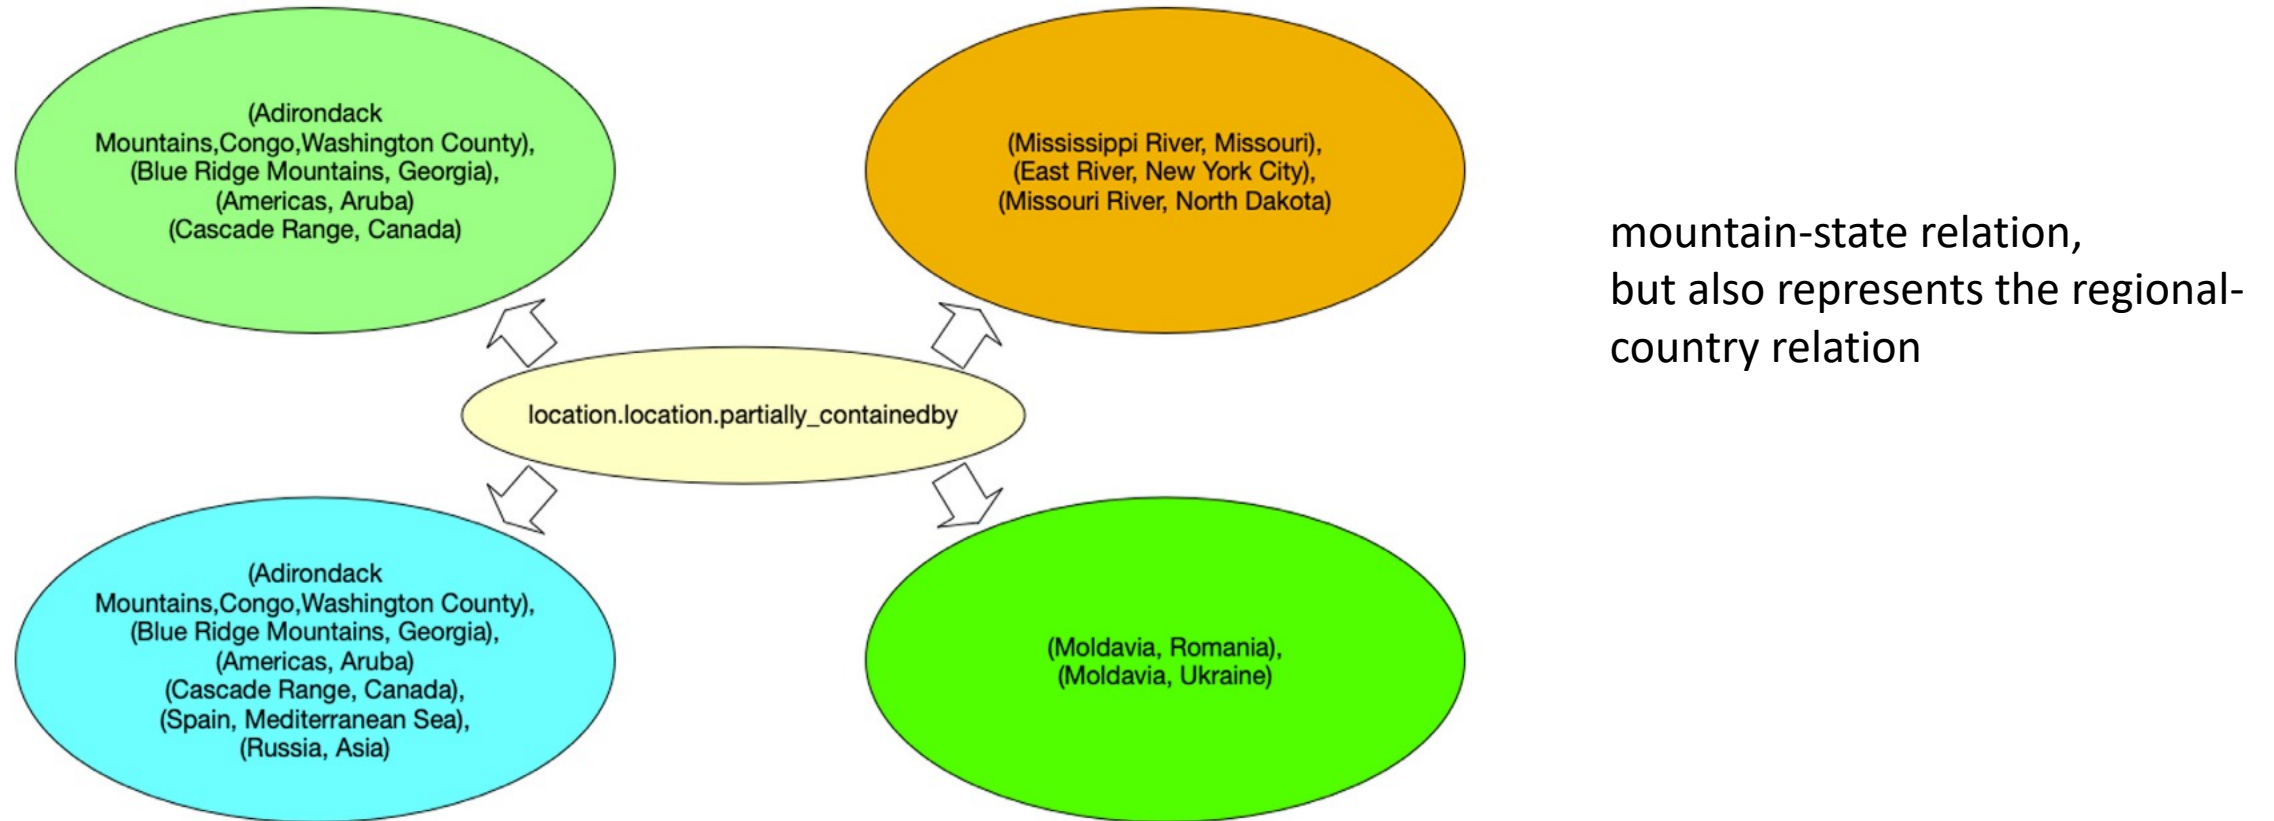 (Adirondack
Mountains,Congo,Washington County),
(Blue Ridge Mountains, Georgia),
(Americas, Aruba)
(Cascade Range, Canada)
(Mississippi River, Missouri),
(East River, New York City),
(Missouri River, North Dakota)
mountain-state relation,
but also represents the regional-
country relation
location.location.partially_containedby
(Adirondack
Mountains,Congo,Washington County),
(Blue Ridge Mountains, Georgia),
(Americas, Aruba)
(Cascade Range, Canada),
(Spain, Mediterranean Sea),
(Russia, Asia)
(Moldavia, Romania),
(Moldavia, Ukraine)